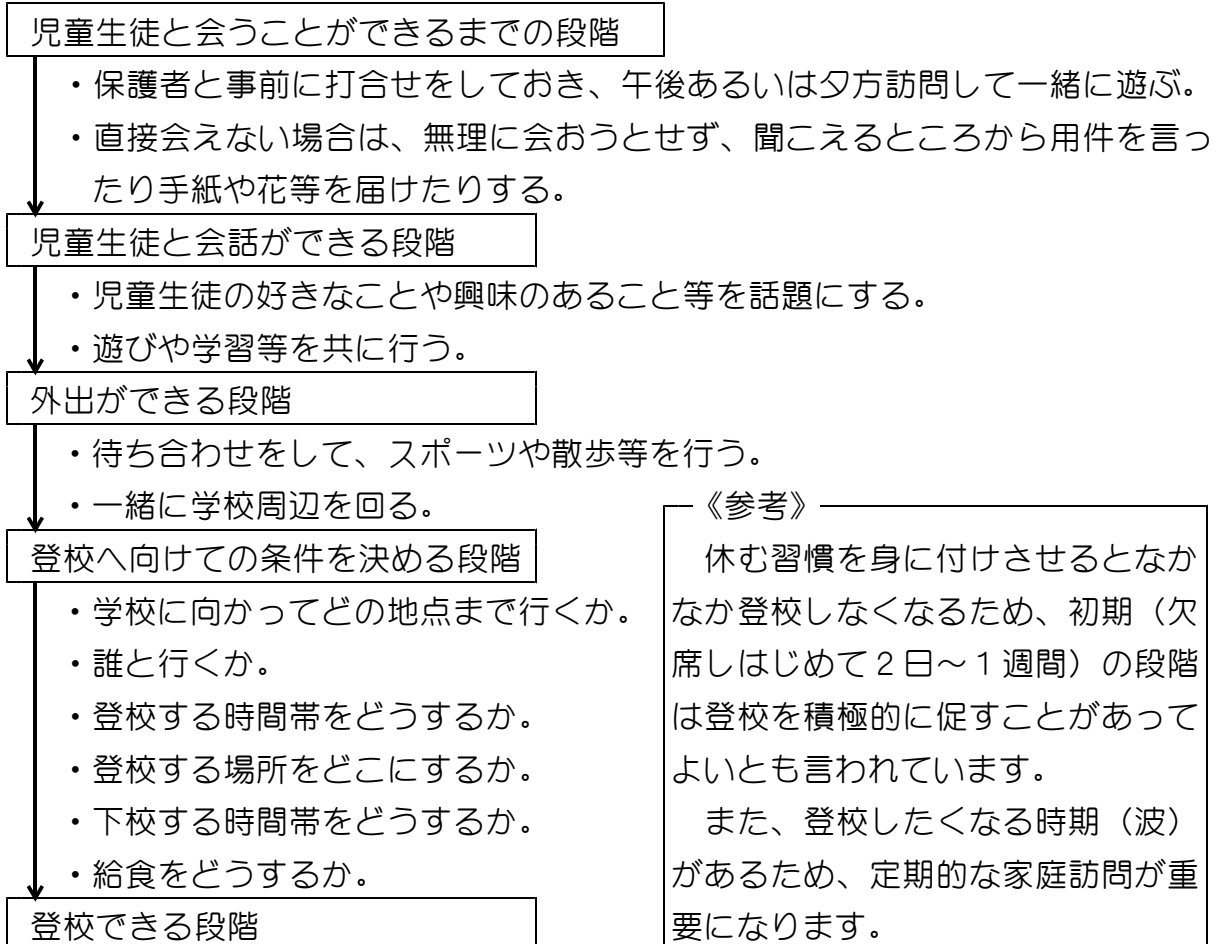 児童生徒と会うことができるまでの段階
・保護者と事前に打合せをしておき、午後あるいは夕方訪問して一緒に遊ぶ。
・直接会えない場合は、無理に会おうとせず、聞こえるところから用件を言っ
たり手紙や花等を届けたりする。
児童生徒と会話ができる段階
・児童生徒の好きなことや興味のあること等を話題にする。
・遊びや学習等を共に行う。
外出ができる段階
・待ち合わせをして、スポーツや散歩等を行う。
・一緒に学校周辺を回る。
登校へ向けての条件を決める段階
・学校に向かってどの地点まで行くか。
・誰と行くか。
・登校する時間帯をどうするか。
・登校する場所をどこにするか。
・下校する時間帯をどうするか。
・給食をどうするか。
登校できる段階
《参考》
休む習慣を身に付けさせるとなか
なか登校しなくなるため、初期（欠
席しはじめて２日～１週間）の段階
は登校を積極的に促すことがあって
よいとも言われています。
また、登校したくなる時期（波）
があるため、定期的な家庭訪問が重
要になります。